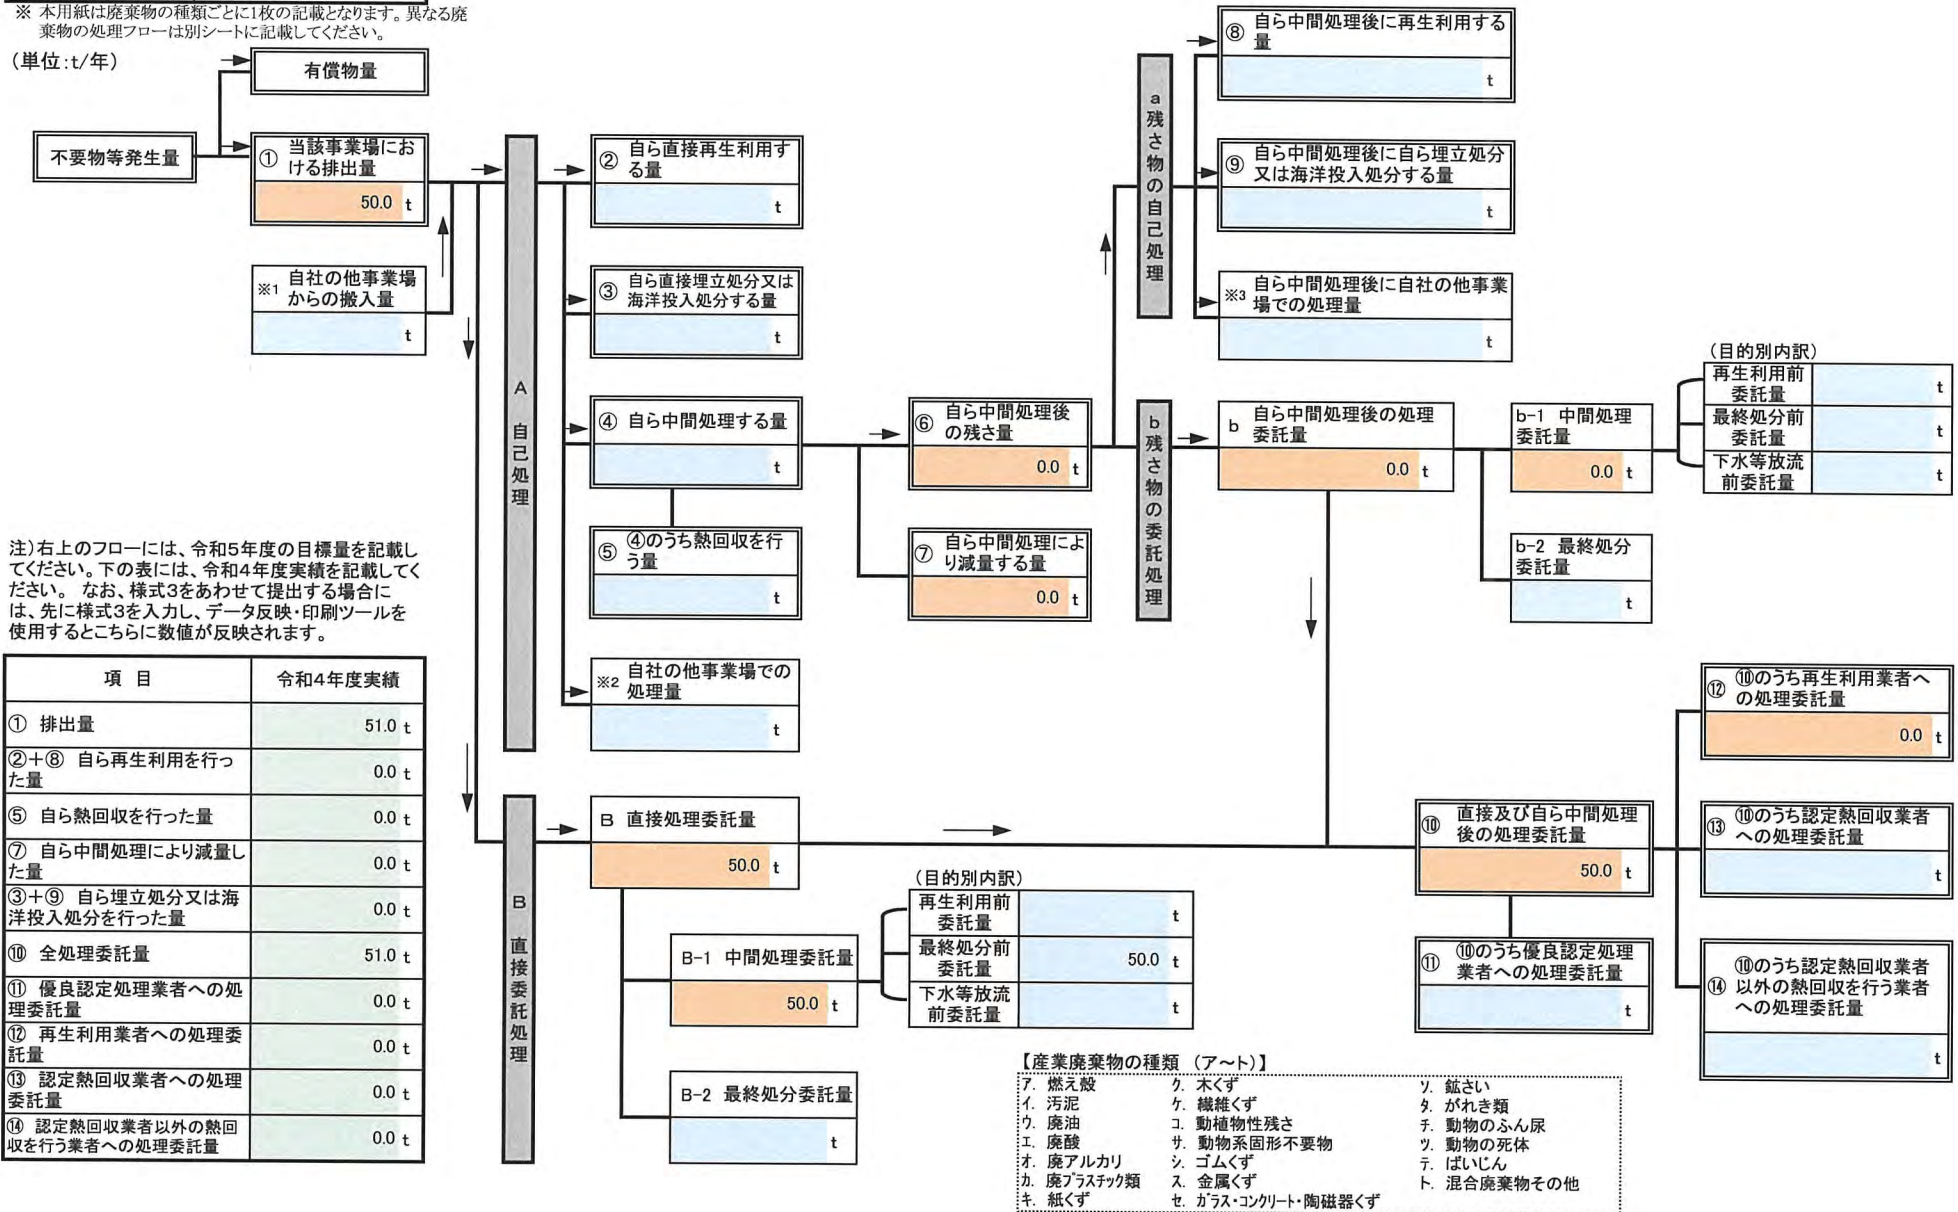 ※ 本用紙は廃棄物の種類ごとに1枚の記載となります。異なる廃
棄物の処理フローは別シートに記載してください。
(単位:t/年)
有償物量
不要物等発生量
① 当該事業場にお
ける排出量
50.0 t
※1 自社の他事業場
からの搬入量
t
A 自己処理
② 自ら直接再生利用す
る量
t
③ 自ら直接埋立処分又は
海洋投入処分する量
t
④ 自ら中間処理する量
t
⑤ ④のうち熱回収を行
う量
t
※2 自社の他事業場での
処理量
t
⑥ 自ら中間処理後
の残さ量
0.0 t
⑦ 自ら中間処理によ
り減量する量
0.0 t
a 残さ物の自己処理
⑧ 自ら中間処理後に再生利用する
量
t
⑨ 自ら中間処理後に自ら埋立処分
又は海洋投入処分する量
t
※3 自ら中間処理後に自社の他事業
場での処理量
t
b 残さ物の委託処理
b 自ら中間処理後の処理
委託量
0.0 t
b-1 中間処理
委託量
0.0 t
(目的別内訳)
再生利用前
委託量
t
最終処分前
委託量
t
下水等放流
前委託量
t
b-2 最終処分
委託量
t
注)右上のフローには、令和5年度の目標量を記載し
てください。下の表には、令和4年度実績を記載してく
ださい。 なお、様式3をあわせて提出する場合に
は、先に様式3を入力し、データ反映・印刷ツールを
使用するとこちらに数値が反映されます。
項 目 令和4年度実績
① 排出量 51.0 t
②+⑧ 自ら再生利用を行っ
た量 0.0 t
⑤ 自ら熱回収を行った量 0.0 t
⑦ 自ら中間処理により減量し
た量 0.0 t
③+⑨ 自ら埋立処分又は海
洋投入処分を行った量 0.0 t
⑩ 全処理委託量 51.0 t
⑪ 優良認定処理業者への処
理委託量 0.0 t
⑫ 再生利用業者への処理委
託量 0.0 t
⑬ 認定熱回収業者への処理
委託量 0.0 t
⑭ 認定熱回収業者以外の熱回
収を行う業者への処理委託量 0.0 t
B 直接委託処理
B 直接処理委託量
50.0 t
B-1 中間処理委託量
50.0 t
(目的別内訳)
再生利用前
委託量
t
最終処分前
委託量
50.0 t
下水等放流
前委託量
t
B-2 最終処分委託量
t
⑩ 直接及び自ら中間処理
後の処理委託量
50.0 t
⑪ ⑩のうち優良認定処理
業者への処理委託量
t
⑫ ⑩のうち再生利用業者へ
の処理委託量
0.0 t
⑬ ⑩のうち認定熱回収業者
への処理委託量
t
⑭ ⑩のうち認定熱回収業者
以外の熱回収を行う業者
への処理委託量
t
【産業廃棄物の種類 (ア~ト)】
ア. 燃え殻 ク. 木くず ソ. 鉱さい
イ. 汚泥 ケ. 繊維くず タ. がれき類
ウ. 廃油 コ. 動植物性残さ チ. 動物のふん尿
エ. 廃酸 サ. 動物系固形不要物 ツ. 動物の死体
オ. 廃アルカリ シ. ゴムくず テ. ばいじん
カ. 廃プラスチック類 ス. 金属くず ト. 混合廃棄物その他
キ. 紙くず セ. ガラス・コンクリート・陶磁器くず